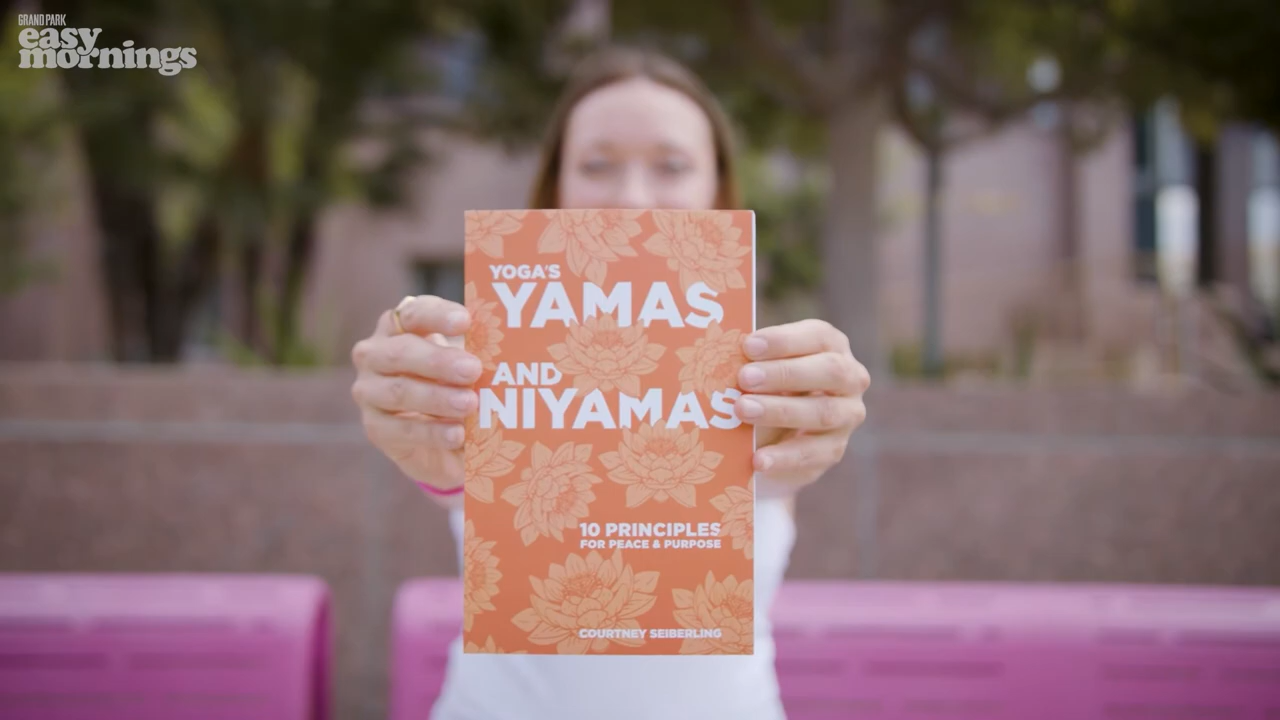 GRAND PARK
easy
mornings
YOGA'S
YAMAS
AND
NIYAMAS
10 PRINCIPLES
FOR PEACE & PURPOSE
COURTNEY SEIBERLING